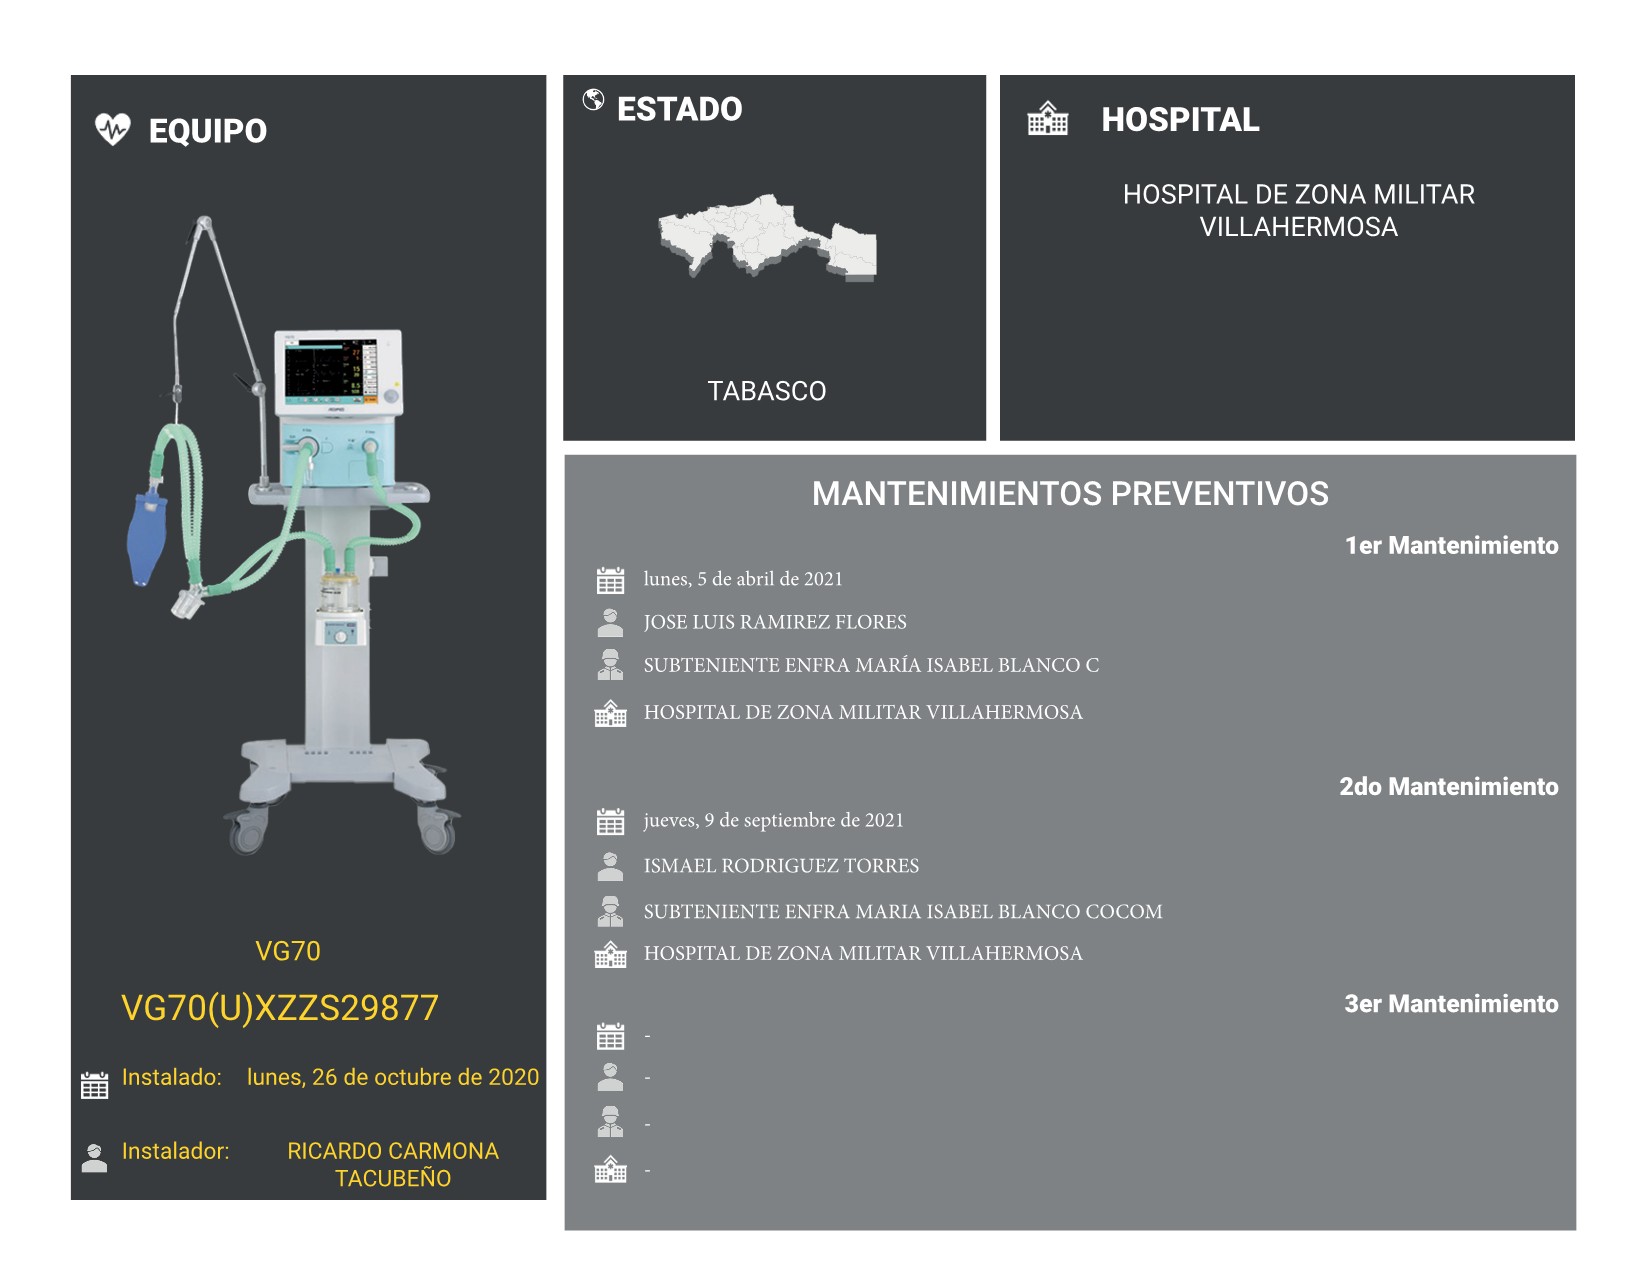 EQUIPO
VG70
VG70(U)XZZS29877
Instalado: lunes, 26 de octubre de 2020
Instalador: RICARDO CARMONA
TACUBEÑO
ESTADO
TABASCO
HOSPITAL
HOSPITAL DE ZONA MILITAR
VILLAHERMOSA
MANTENIMIENTOS PREVENTIVOS
1er Mantenimiento
lunes, 5 de abril de 2021
JOSE LUIS RAMIREZ FLORES
SUBTENIENTE ENFRA MARÍA ISABEL BLANCO C
HOSPITAL DE ZONA MILITAR VILLAHERMOSA
2do Mantenimiento
jueves, 9 de septiembre de 2021
ISMAEL RODRIGUEZ TORRES
SUBTENIENTE ENFRA MARIA ISABEL BLANCO COCOM
HOSPITAL DE ZONA MILITAR VILLAHERMOSA
3er Mantenimiento
-
-
-
-